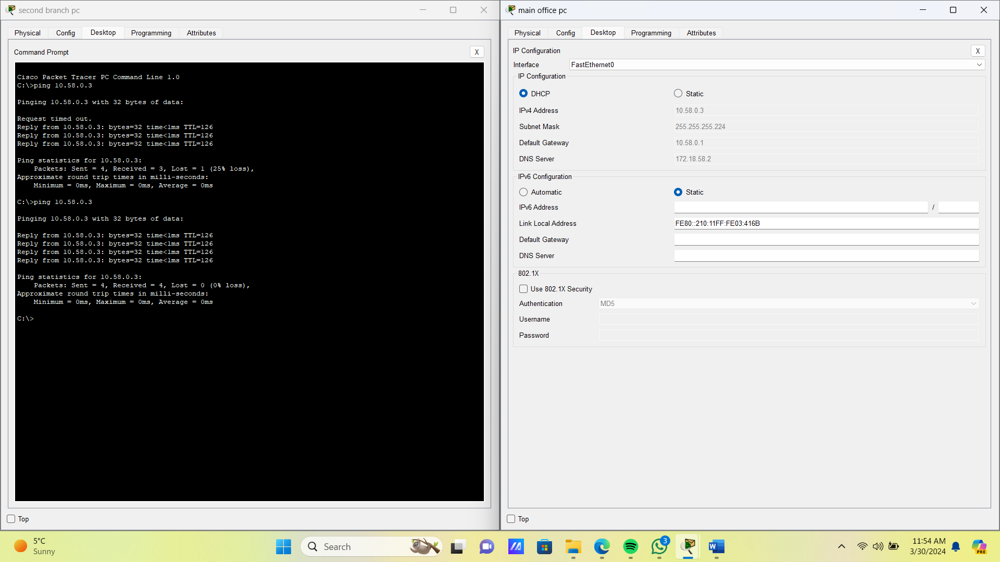 second branch pc
Physical
Config
Desktop
Programming
Attributes
Command Prompt
X
Cisco Packet Tracer PC Command Line 1.0
C:\>ping 10.58.0.3
Pinging 10.58.0.3 with 32 bytes of data:
Request timed out.
Reply from 10.58.0.3: bytes=32 time<1ms TTL=126
Reply from 10.58.0.3: bytes=32 time<1ms TTL=126
Reply from 10.58.0.3: bytes=32 time<1ms TTL=126
Ping statistics for 10.58.0.3:
Packets: Sent = 4, Received = 3, Lost = 1 (25% loss),
Approximate round trip times in milli-seconds:
Minimum = 0ms, Maximum = 0ms, Average = 0ms
C:\>ping 10.58.0.3
Pinging 10.58.0.3 with 32 bytes of data:
Reply from 10.58.0.3: bytes=32 time<1ms TTL=126
Reply from 10.58.0.3: bytes=32 time<1ms TTL=126
Reply from 10.58.0.3: bytes=32 time<1ms TTL=126
Reply from 10.58.0.3: bytes=32 time<1ms TTL=126
Ping statistics for 10.58.0.3:
Packets: Sent = 4, Received = 4, Lost = 0 (0% loss),
Approximate round trip times in milli-seconds:
Minimum = 0ms, Maximum = 0ms, Average = 0ms
C:\>
Top
main office pc
Physical
Config
Desktop
Programming
Attributes
IP Configuration
X
Interface
FastEthernet0
IP Configuration
DHCP
Static
IPv4 Address
10.58.0.3
Subnet Mask
255.255.255.224
Default Gateway
10.58.0.1
DNS Server
172.18.58.2
IPv6 Configuration
Automatic
Static
IPv6 Address
/
Link Local Address
FE80::210:11FF:FE03:416B
Default Gateway
DNS Server
802.1X
Use 802.1X Security
Authentication
MD5
Username
Password
Top
5°C
Sunny
Search
3
W
11:54 AM
3/30/2024
PRE